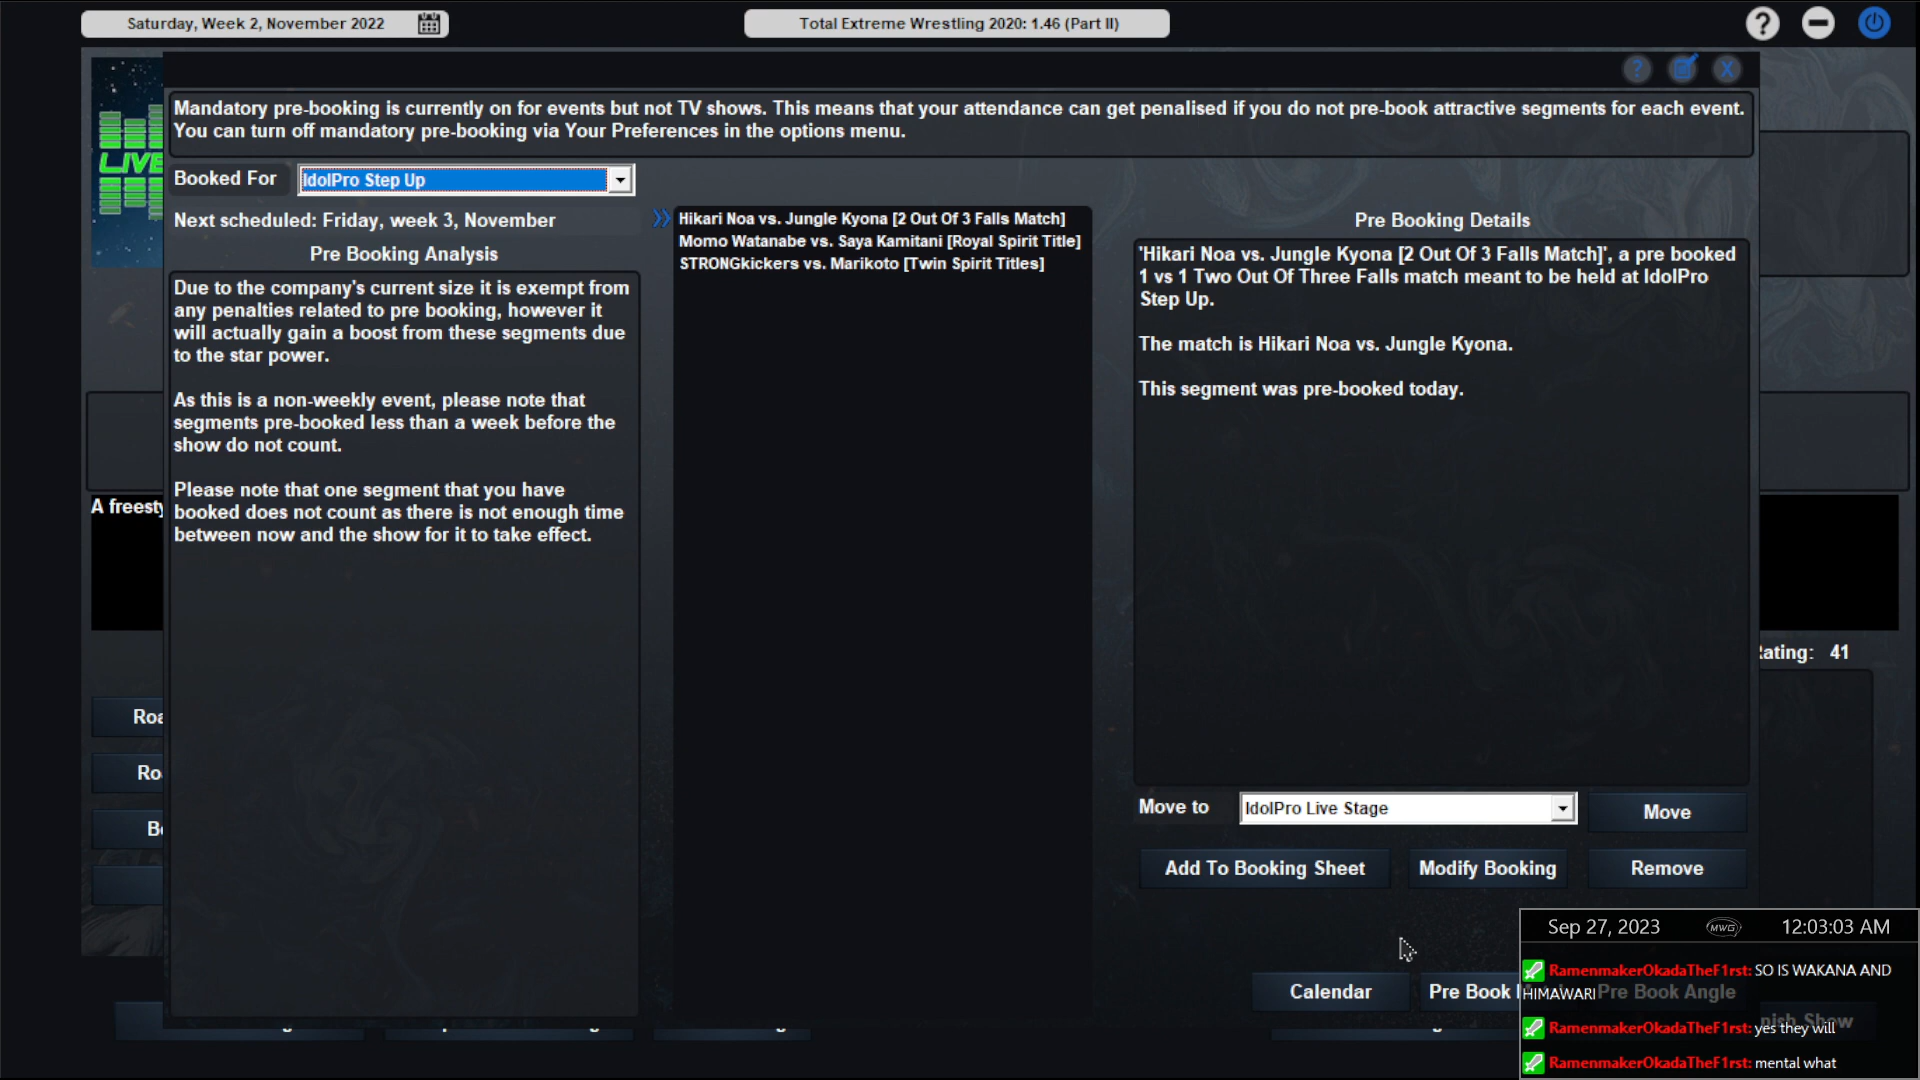 Saturday, Week 2, November 2022
Total Extreme Wrestling 2020: 1.46 (Part II)
Mandatory pre-booking is currently on for events but not TV shows. This means that your attendance can get penalised if you do not pre-book attractive segments for each event.
You can turn off mandatory pre-booking via Your Preferences in the options menu.
LIVE
Booked For
IdolPro Step Up
Next scheduled: Friday, week 3, November
Pre Booking Analysis
Due to the company's current size it is exempt from
any penalties related to pre booking, however it
will actually gain a boost from these segments due
to the star power.
As this is a non-weekly event, please note that
segments pre-booked less than a week before the
show do not count.
Please note that one segment that you have
booked does not count as there is not enough time
between now and the show for it to take effect.
Hikari Noa vs. Jungle Kyona [2 Out Of 3 Falls Match]
Momo Watanabe vs. Saya Kamitani [Royal Spirit Title]
STRONGkickers vs. Marikoto [Twin Spirit Titles]
Pre Booking Details
'Hikari Noa vs. Jungle Kyona [2 Out Of 3 Falls Match]', a pre booked
1 vs 1 Two Out Of Three Falls match meant to be held at IdolPro
Step Up.
The match is Hikari Noa vs. Jungle Kyona.
This segment was pre-booked today.
A freesty
ating: 41
Roa
Ro
B
Move to
IdolPro Live Stage
Move
Add To Booking Sheet
Modify Booking
Remove
Calendar
Pre Book
Pre Book Angle
nish Show
Sep 27, 2023
MWG
12:03:03 AM
RamenmakerOkadaTheF1rst: SO IS WAKANA AND
HIMAWARI
RamenmakerOkadaTheF1rst: yes they will
RamenmakerOkadaTheF1rst: mental what